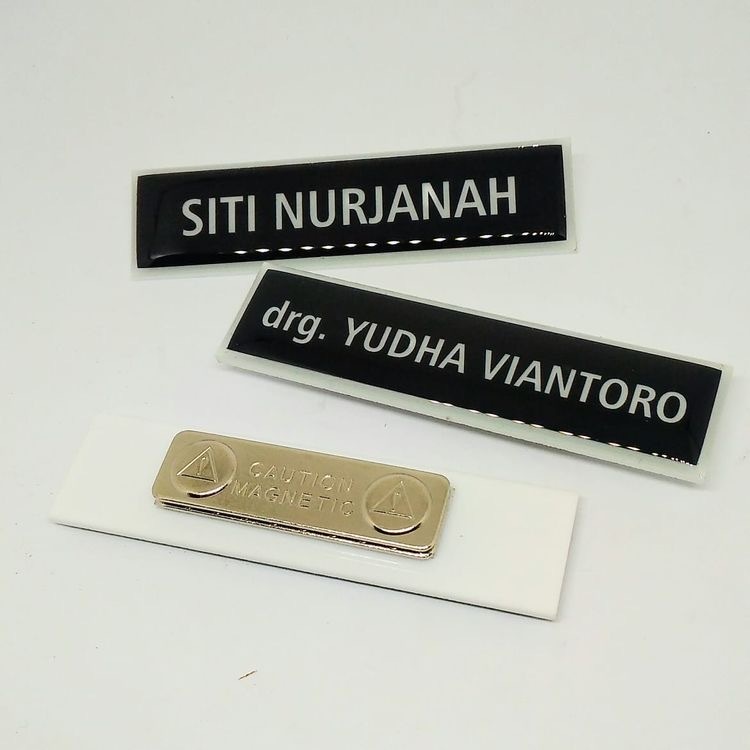 SITI NURJANAH
drg. YUDHA VIANTORO
CAUTION
MAGNETIC